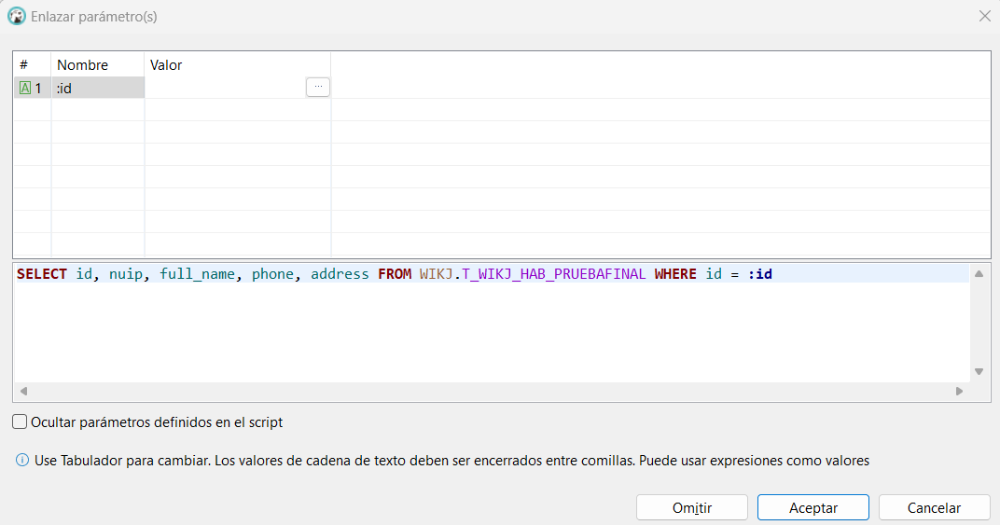 Enlazar parámetro(s)
# Nombre Valor
A 1 :id ...
SELECT id, nuip, full_name, phone, address FROM WIKJ.T_WIKJ_HAB_PRUEBAFINAL WHERE id = :id
Ocultar parámetros definidos en el script
Use Tabulador para cambiar. Los valores de cadena de texto deben ser encerrados entre comillas. Puede usar expresiones como valores
Omitir Aceptar Cancelar